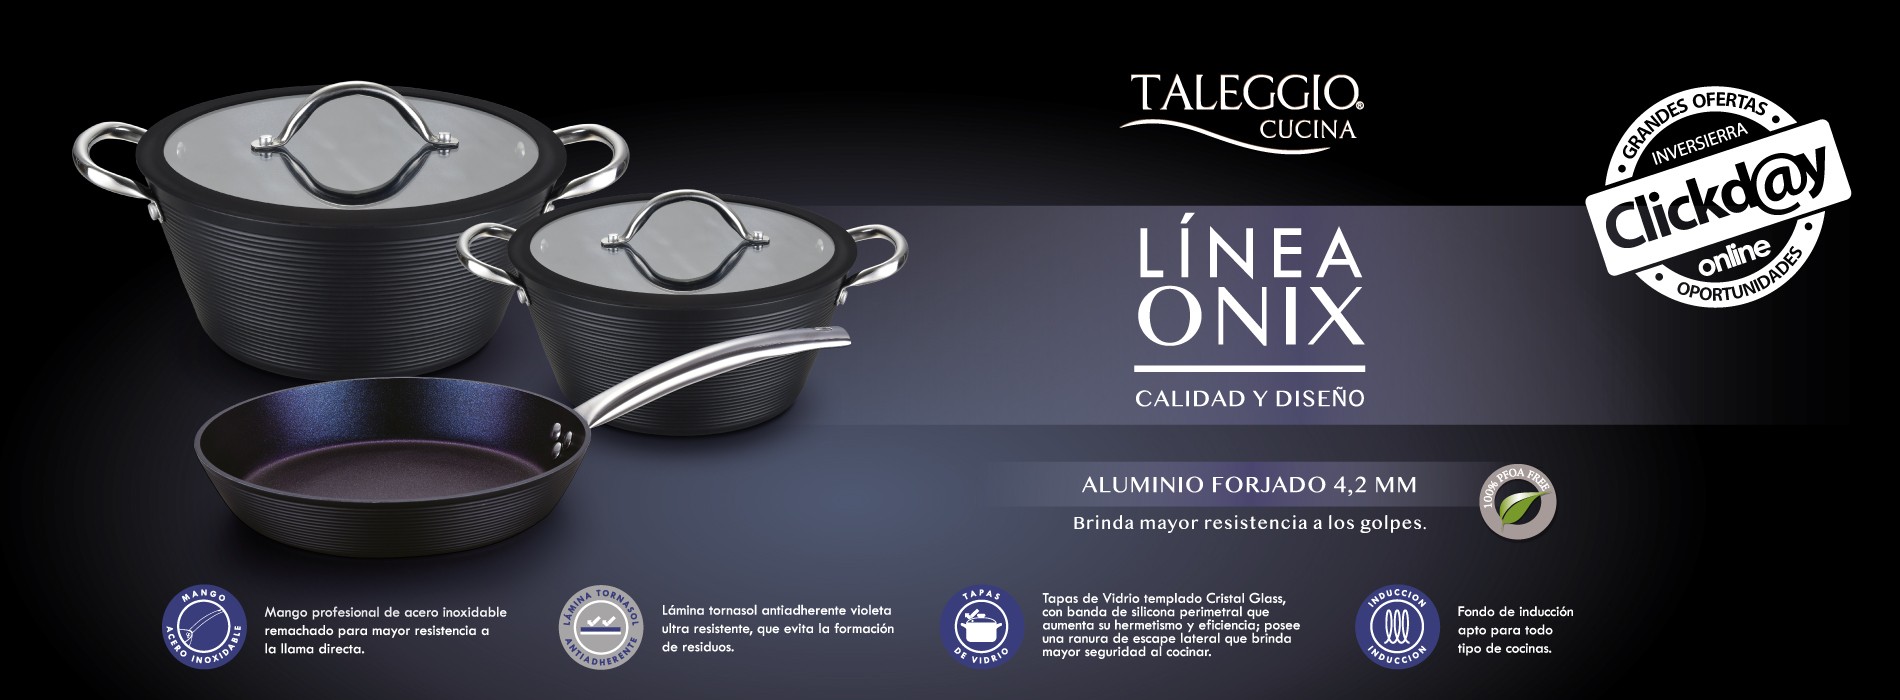 TALEGGIO®
CUCINA
GRANDES OFERTAS
INVERSIERRA
Clickd@y
online
OPORTUNIDADES
LÍNEA
ONIX
CALIDAD Y DISEÑO
ALUMINIO FORJADO 4,2 MM
Brinda mayor resistencia a los golpes.
100% PFOA FREE
MANGO
ACERO INOXIDABLE
Mango profesional de acero inoxidable
remachado para mayor resistencia a
la llama directa.
LÁMINA TORNASOL
ANTIADHERENTE
Lámina tornasol antiadherente violeta
ultra resistente, que evita la formación
de residuos.
TAPAS
DE VIDRIO
Tapas de Vidrio templado Cristal Glass,
con banda de silicona perimetral que
aumenta su hermetismo y eficiencia; posee
una ranura de escape lateral que brinda
mayor seguridad al cocinar.
INDUCCION
INDUCCION
Fondo de inducción
apto para todo
tipo de cocinas.